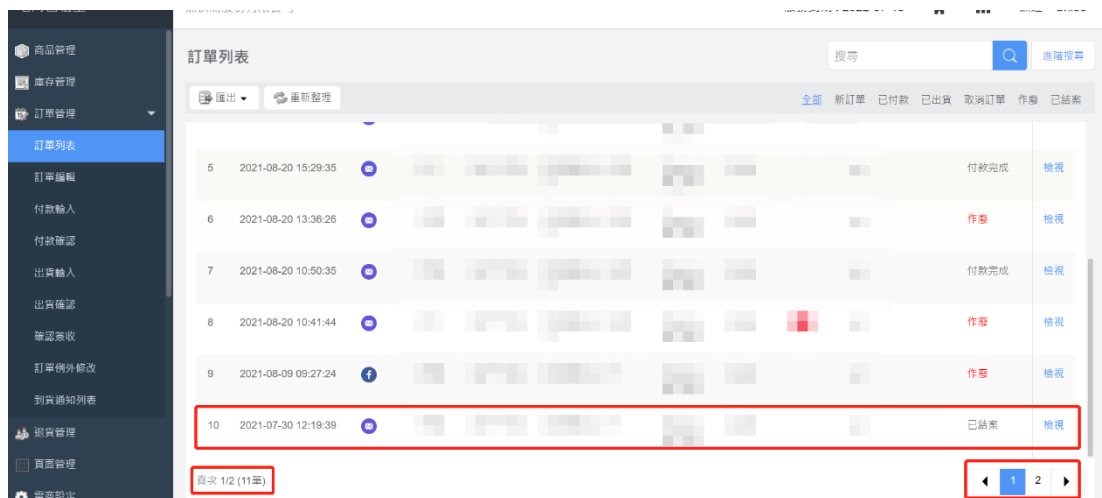 商品管理
庫存管理
訂單管理
訂單列表
訂單編輯
付款輸入
付款確認
出貨輸入
出貨確認
確認簽收
訂單例外修改
到貨通知列表
退貨管理
頁面管理
訂單列表
搜尋
進階搜尋
匯出
重新整理
全部 新訂單 已付款 已出貨 取消訂單 作廢 已結案
5 2021-08-20 15:29:35 付款完成 檢視
6 2021-08-20 13:36:26 作廢 檢視
7 2021-08-20 10:50:35 付款完成 檢視
8 2021-08-20 10:41:44 作廢 檢視
9 2021-08-09 09:27:24 作廢 檢視
10 2021-07-30 12:19:39 已結案 檢視
頁次 1/2 (11筆)
1 2